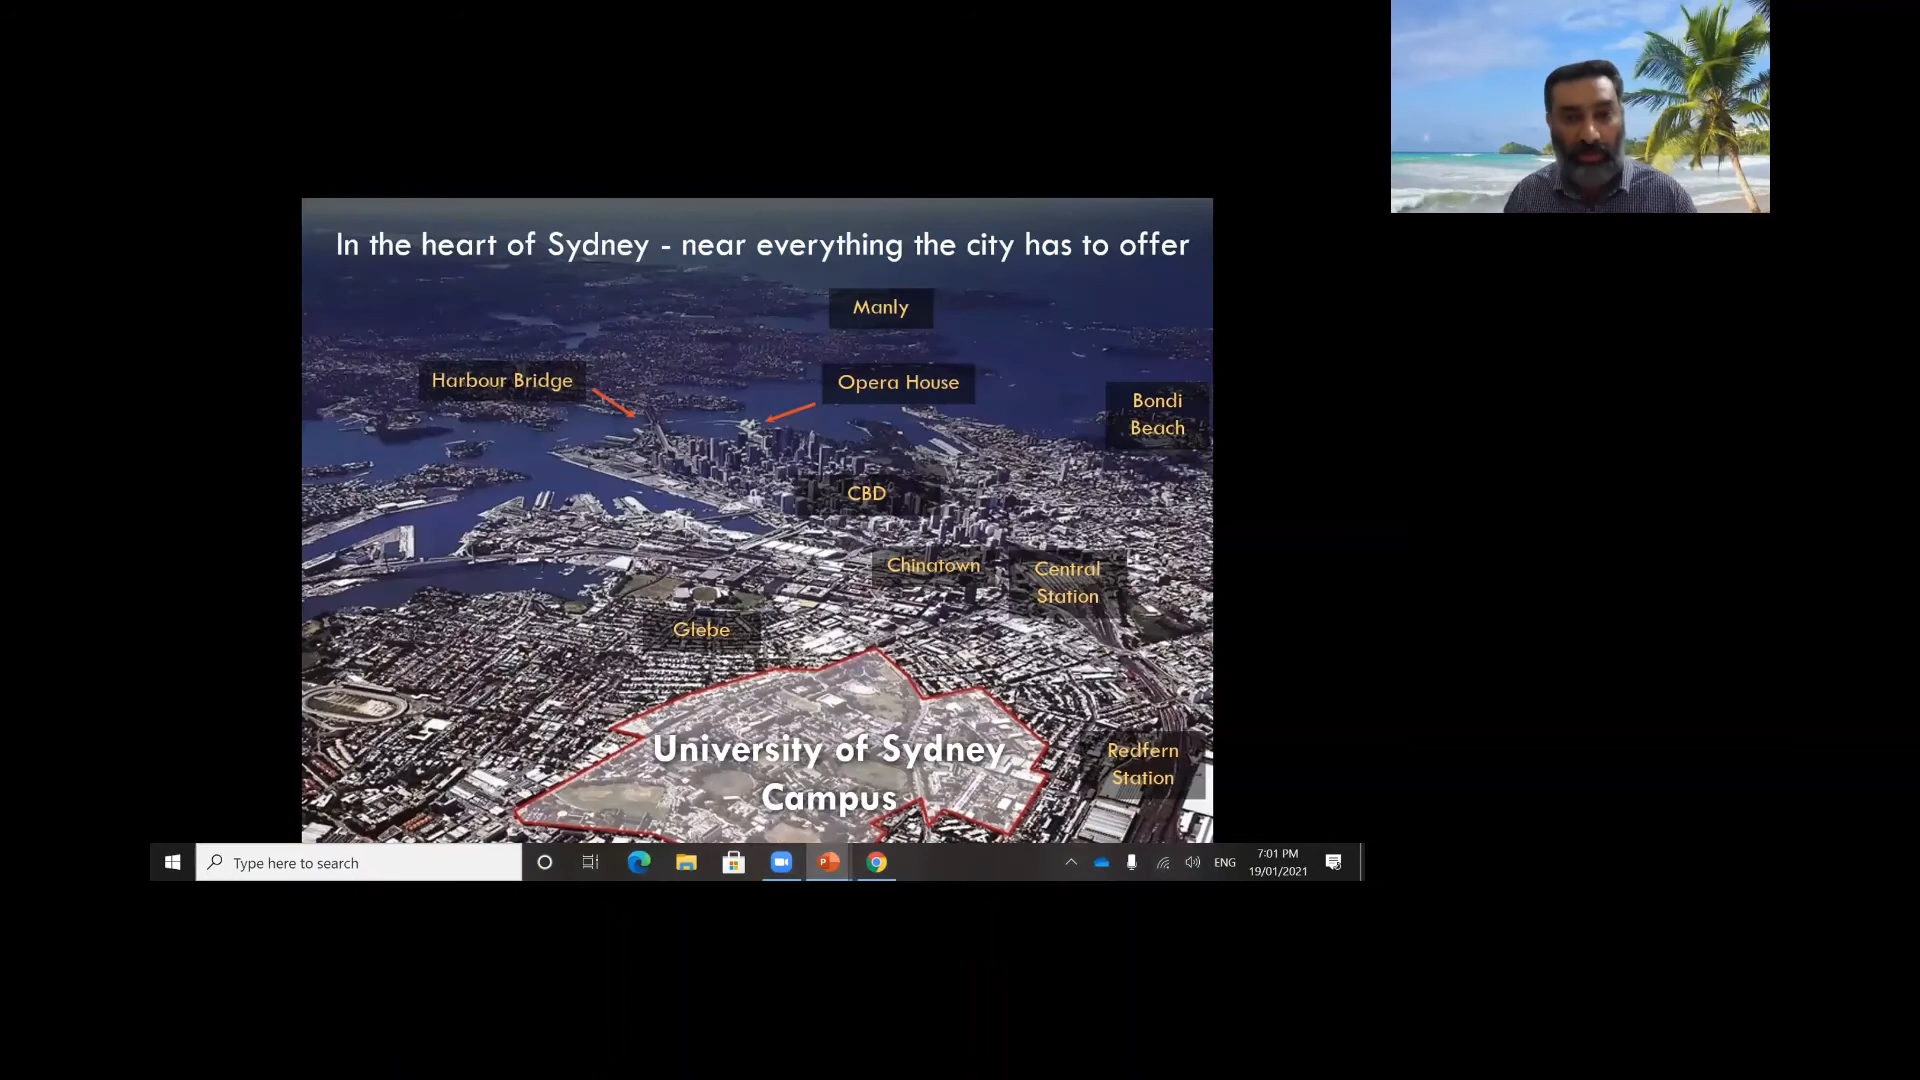 In the heart of Sydney - near everything the city has to offer
Manly
Harbour Bridge
Opera House
Bondi
Beach
CBD
Chinatown
Central
Station
Glebe
University of Sydney
Campus
Redfern
Station
Type here to search
ENG
7:01 PM
19/01/2021